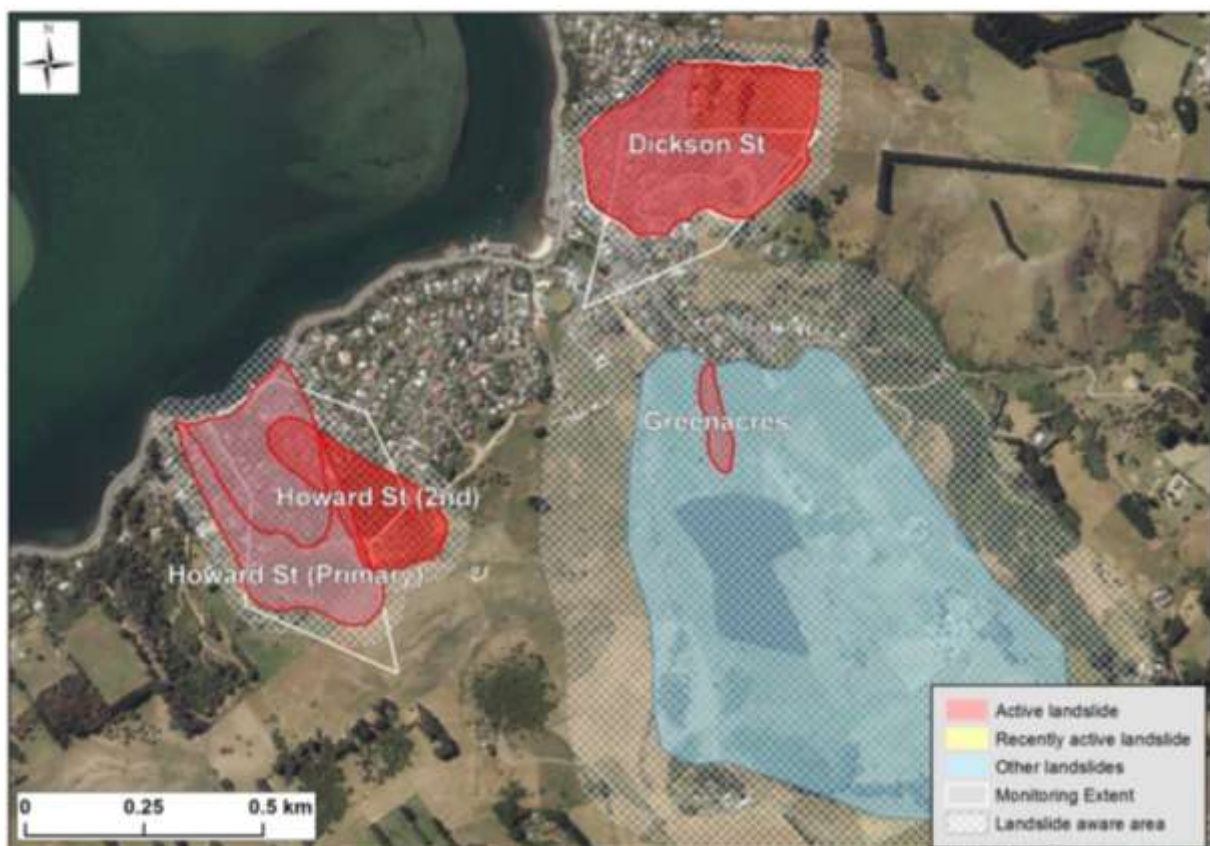 N
Dickson St
Greenacres
Howard St (2nd)
Howard St (Primary)
Active landslide
Recently active landslide
Other landslides
Monitoring Extent
Landslide aware area
0 0.25 0.5 km